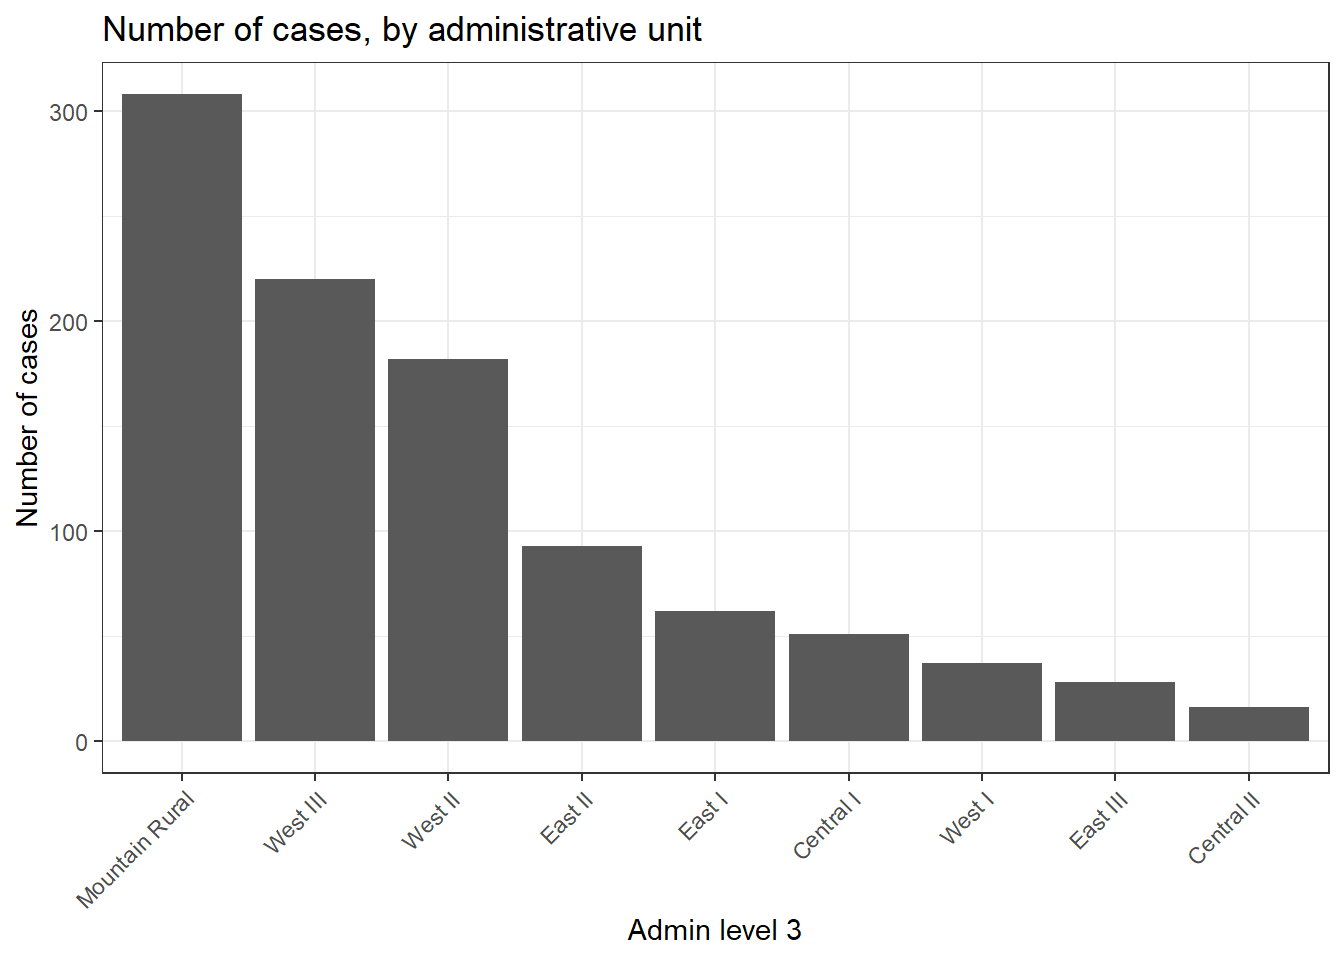 Number of cases, by administrative unit
Number of cases
300
200
100
0
Mountain Rural
West III
West II
East II
East I
Central I
West I
East III
Central II
Admin level 3